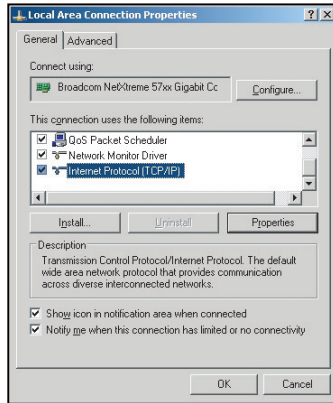 Local Area Connection Properties
General
Advanced
Connect using:
Broadcom NetXtreme 57xx Gigabit Cc
Configure...
This connection uses the following items:
QoS Packet Scheduler
Network Monitor Driver
Internet Protocol (TCP/IP)
Install...
Uninstall
Properties
Description
Transmission Control Protocol/Internet Protocol. The default
wide area network protocol that provides communication
across diverse interconnected networks.
Show icon in notification area when connected
Notify me when this connection has limited or no connectivity
OK
Cancel